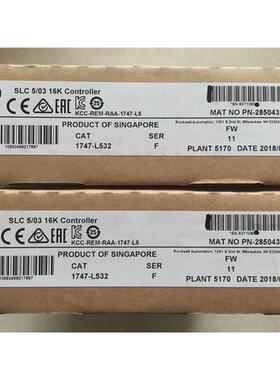 SLC 5/03 16K Controller
KCC-REM-RAA-1747-L5
MAT NO PN-285043
PRODUCT OF SINGAPORE
FW
CAT SER 11
1747-L532 F
PLANT 5170 DATE 2018/
10662468217887
SLC 5/03 16K Controller
KCC-REM-RAA-1747-L5
MAT NO PN-285043
PRODUCT OF SINGAPORE
FW
CAT SER 11
1747-L532 F
PLANT 5170 DATE 2018/
10662468217887